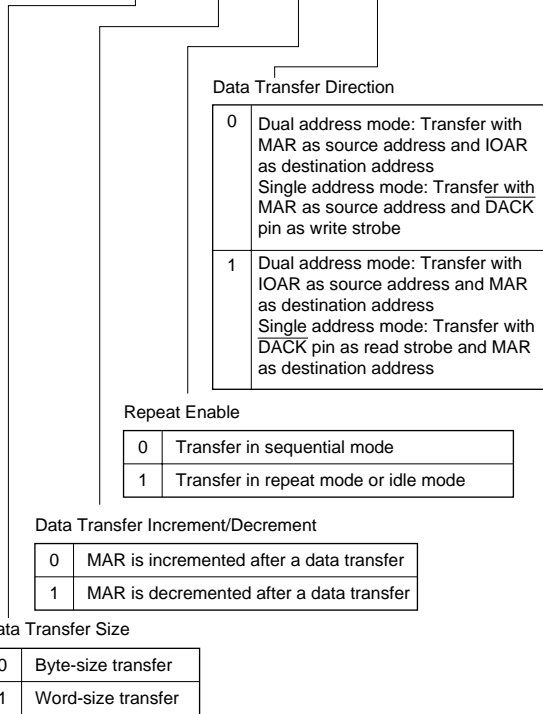 Data Transfer Direction
0 Dual address mode: Transfer with
MAR as source address and IOAR
as destination address
Single address mode: Transfer with
MAR as source address and DACK
pin as write strobe
1 Dual address mode: Transfer with
IOAR as source address and MAR
as destination address
Single address mode: Transfer with
DACK pin as read strobe and MAR
as destination address
Repeat Enable
0 Transfer in sequential mode
1 Transfer in repeat mode or idle mode
Data Transfer Increment/Decrement
0 MAR is incremented after a data transfer
1 MAR is decremented after a data transfer
ata Transfer Size
0 Byte-size transfer
1 Word-size transfer